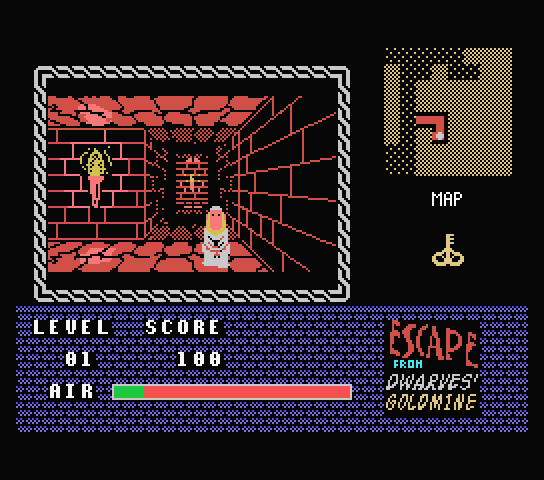 MAP
LEVEL SCORE
01 100
AIR
ESCAPE
FROM
DWARVES'
GOLDMINE